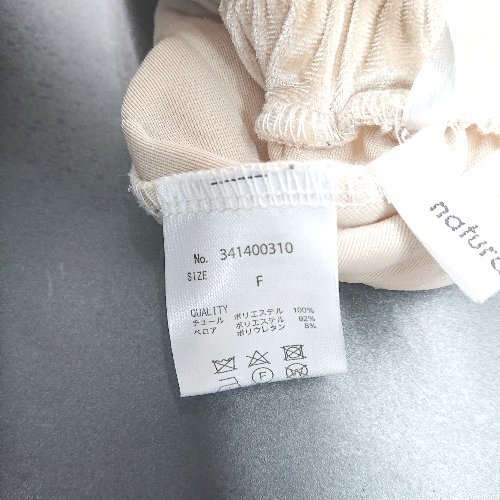 No. 341400310
SIZE F
QUALITY
チュール ポリエステル 100%
ベロア ポリエステル 92%
ポリウレタン 8%
natura